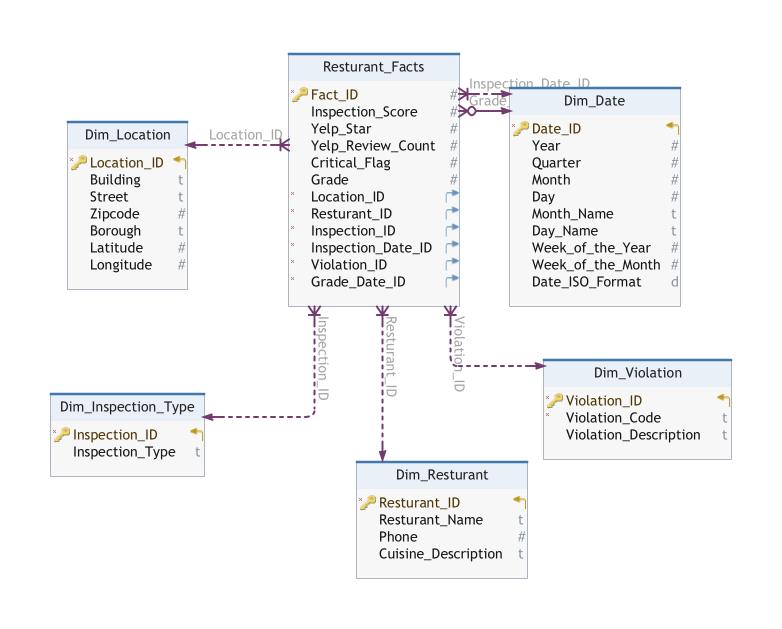 Resturant_Facts
Fact_ID #
Inspection_Score #
Yelp_Star #
Yelp_Review_Count #
Critical_Flag #
Grade #
Location_ID
Resturant_ID
Inspection_ID
Inspection_Date_ID
Violation_ID
Grade_Date_ID
Inspection_Date_ID
Grade
Dim_Date
Date_ID
Year #
Quarter #
Month #
Day #
Month_Name t
Day_Name t
Week_of_the_Year #
Week_of_the_Month #
Date_ISO_Format d
Location_ID
Dim_Location
Location_ID
Building t
Street t
Zipcode #
Borough t
Latitude #
Longitude #
Inspection_ID
Resturant_ID
Violation_ID
Dim_Violation
Violation_ID
Violation_Code t
Violation_Description t
Dim_Inspection_Type
Inspection_ID
Inspection_Type t
Dim_Resturant
Resturant_ID
Resturant_Name t
Phone #
Cuisine_Description t